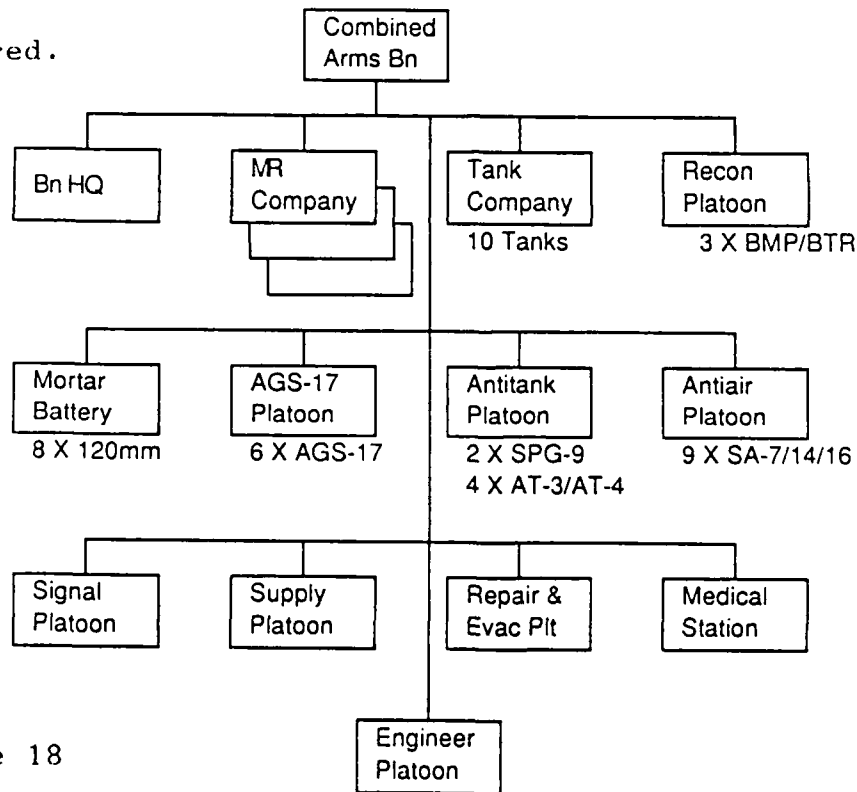 Combined
Arms Bn
Bn HQ
MR
Company
Tank
Company
10 Tanks
Recon
Platoon
3 X BMP/BTR
Mortar
Battery
8 X 120mm
AGS-17
Platoon
6 X AGS-17
Antitank
Platoon
2 X SPG-9
4 X AT-3/AT-4
Antiair
Platoon
9 X SA-7/14/16
Signal
Platoon
Supply
Platoon
Repair &
Evac Plt
Medical
Station
Engineer
Platoon
18